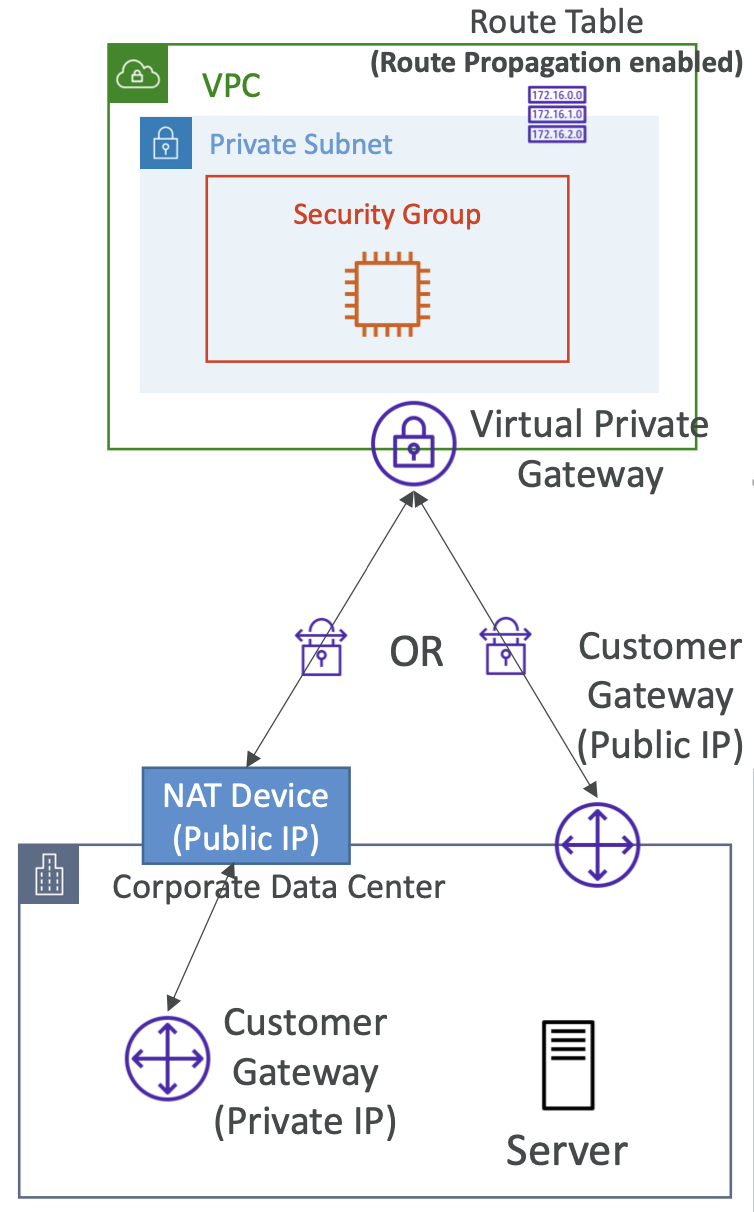 Route Table
(Route Propagation enabled)
VPC
172.16.0.0
172.16.1.0
172.16.2.0
Private Subnet
Security Group
Virtual Private
Gateway
OR
Customer
Gateway
(Public IP)
NAT Device
(Public IP)
Corporate Data Center
Customer
Gateway
(Private IP)
Server